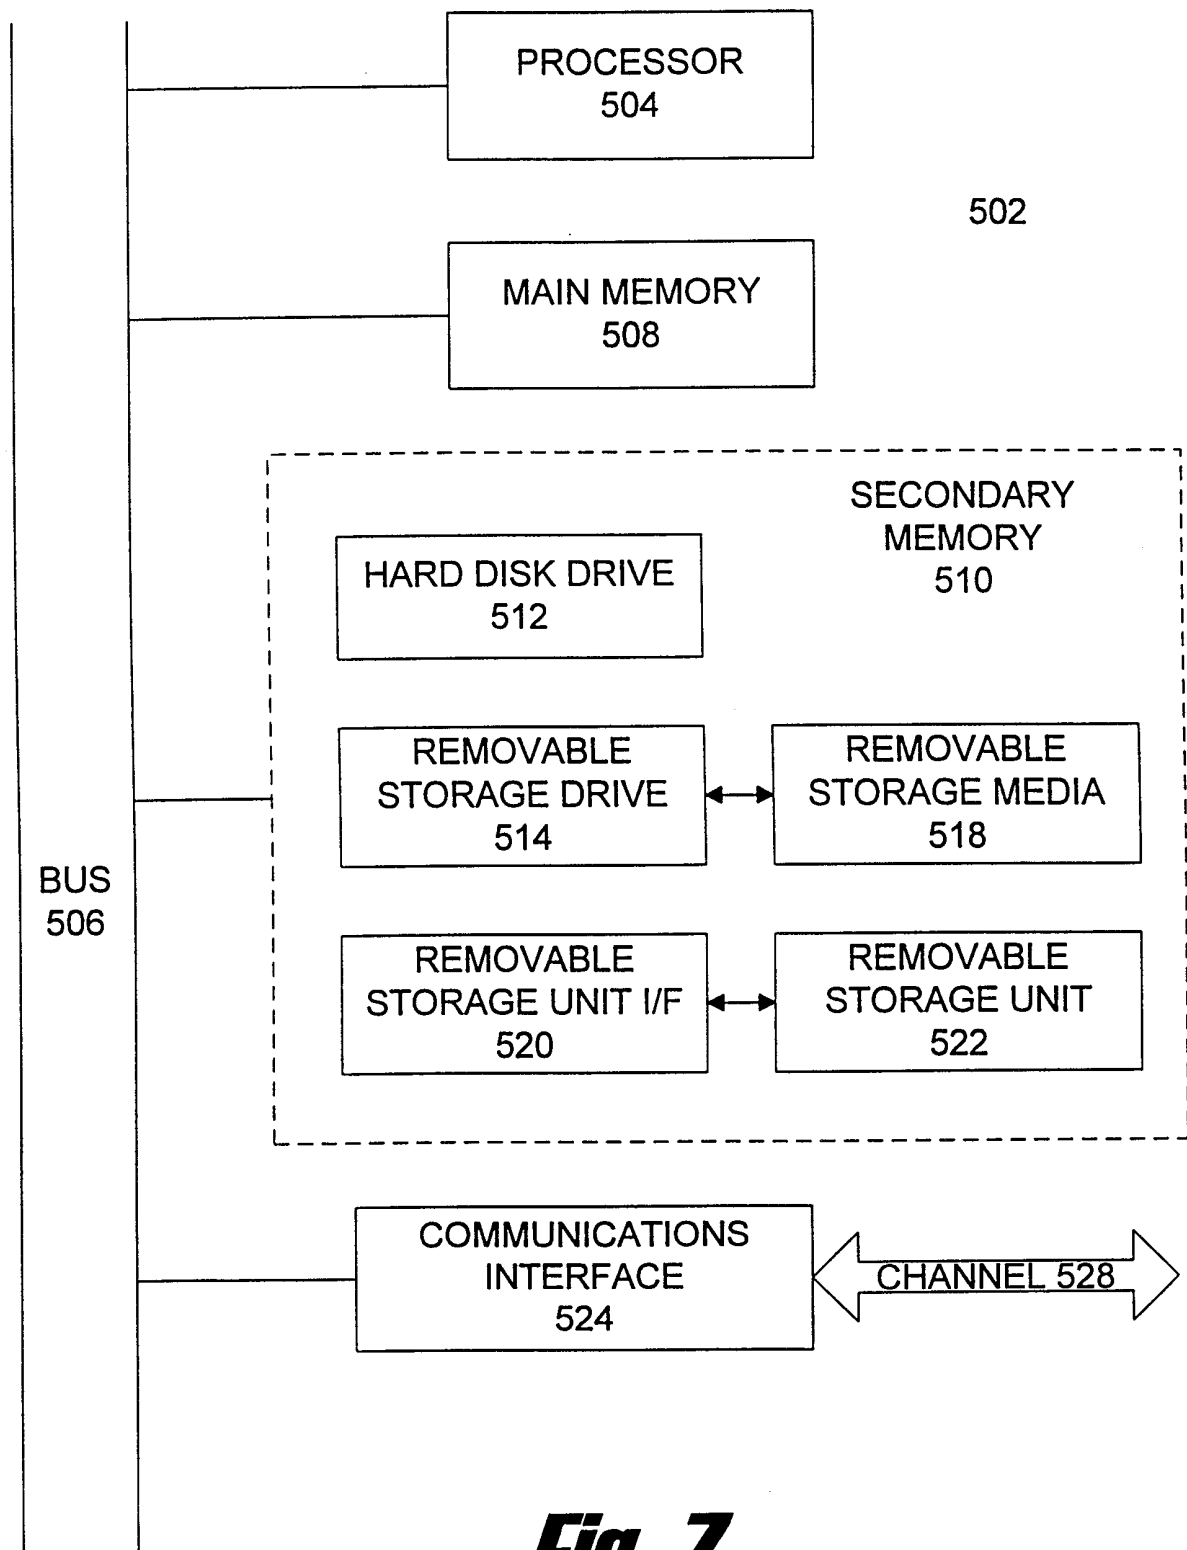 PROCESSOR
504
502
MAIN MEMORY
508
SECONDARY
MEMORY
510
HARD DISK DRIVE
512
REMOVABLE
STORAGE DRIVE
514
REMOVABLE
STORAGE MEDIA
518
BUS
506
REMOVABLE
STORAGE UNIT I/F
520
REMOVABLE
STORAGE UNIT
522
COMMUNICATIONS
INTERFACE
524
CHANNEL 528
Fig. 7